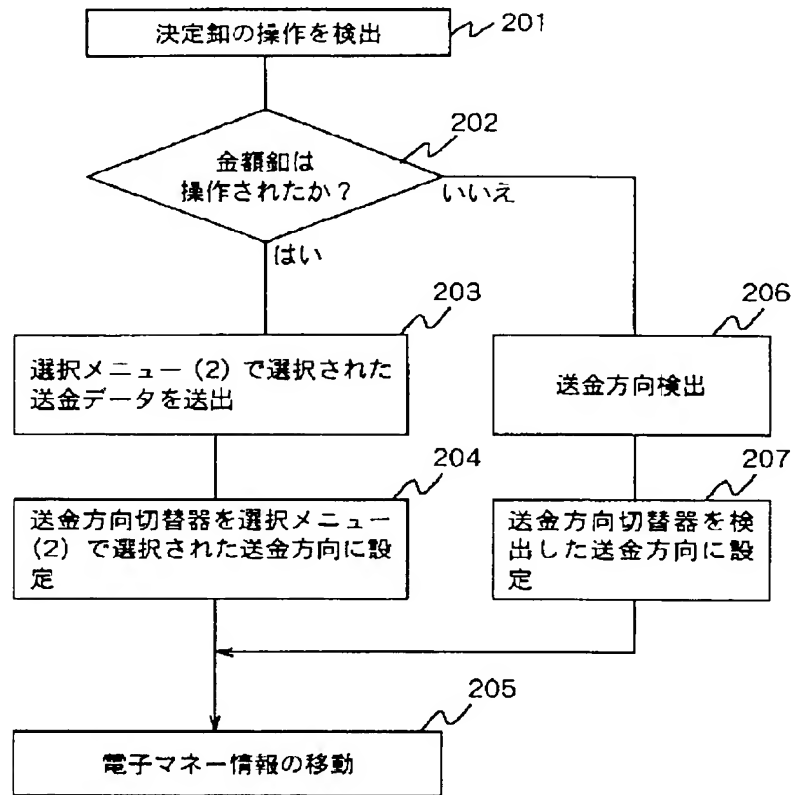 決定釦の操作を検出
201
202
金額釦は
操作されたか?
いいえ
はい
203
206
選択メニュー(2)で選択された
送金データを送出
送金方向検出
204
207
送金方向切替器を選択メニュー
(2)で選択された送金方向に設
定
送金方向切替器を検
出した送金方向に設
定
205
電子マネー情報の移動